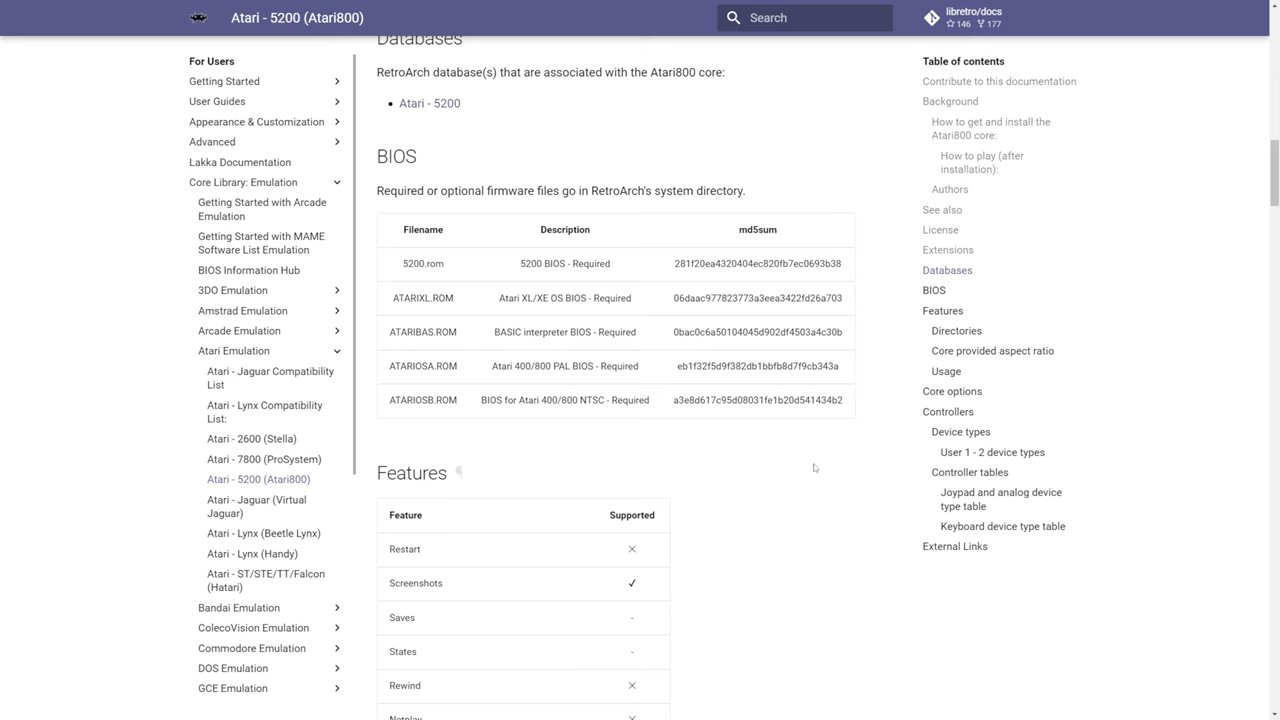 Atari - 5200 (Atari800)
Search
libretro/docs
146 177
For Users
Getting Started
User Guides
Appearance & Customization
Advanced
Lakka Documentation
Core Library: Emulation
Getting Started with Arcade
Emulation
Getting Started with MAME
Software List Emulation
BIOS Information Hub
3DO Emulation
Amstrad Emulation
Arcade Emulation
Atari Emulation
Atari - Jaguar Compatibility
List
Atari - Lynx Compatibility
List:
Atari - 2600 (Stella)
Atari - 7800 (ProSystem)
Atari - 5200 (Atari800)
Atari - Jaguar (Virtual
Jaguar)
Atari - Lynx (Beetle Lynx)
Atari - Lynx (Handy)
Atari - ST/STE/TT/Falcon
(Hatari)
Bandai Emulation
ColecoVision Emulation
Commodore Emulation
DOS Emulation
GCE Emulation
Databases
RetroArch database(s) that are associated with the Atari800 core:
• Atari - 5200
BIOS
Required or optional firmware files go in RetroArch's system directory.
Filename Description md5sum
5200.rom 5200 BIOS - Required 281f20ea4320404ec820fb7ec0693b38
ATARIXL.ROM Atari XL/XE OS BIOS - Required 06daac977823773a3eea3422fd26a703
ATARIBAS.ROM BASIC interpreter BIOS - Required 0bac0c6a50104045d902df4503a4c30b
ATARIOSA.ROM Atari 400/800 PAL BIOS - Required eb1f32f5d9f382db1bbfb8d7f9cb343a
ATARIOSB.ROM BIOS for Atari 400/800 NTSC - Required a3e8d617c95d08031fe1b20d541434b2
Features ¶
Feature Supported
Restart ✕
Screenshots ✓
Saves -
States -
Rewind ✕
Netplay ✕
Table of contents
Contribute to this documentation
Background
How to get and install the
Atari800 core:
How to play (after
installation):
Authors
See also
License
Extensions
Databases
BIOS
Features
Directories
Core provided aspect ratio
Usage
Core options
Controllers
Device types
User 1 - 2 device types
Controller tables
Joypad and analog device
type table
Keyboard device type table
External Links